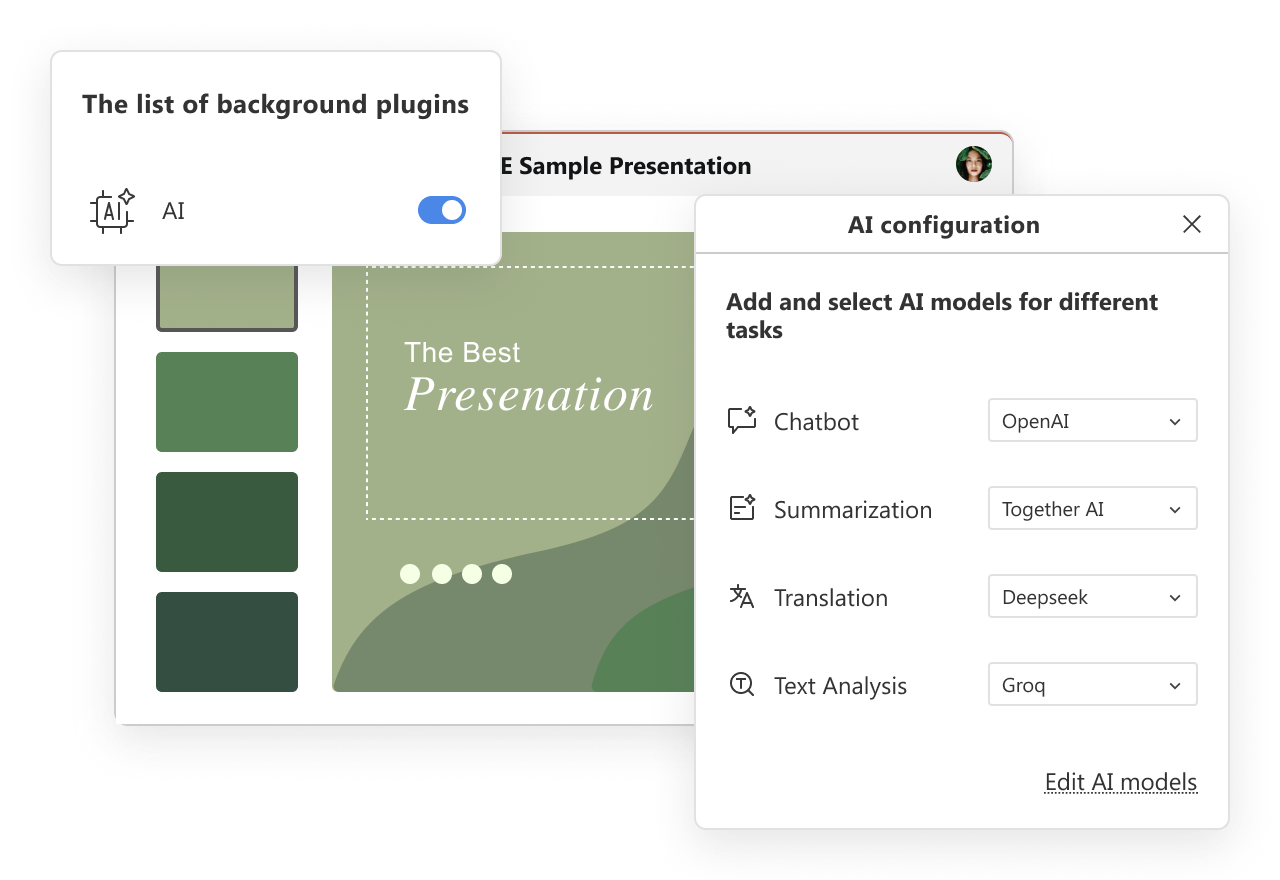 The list of background plugins
AI
AI
E Sample Presentation
The Best
Presenation
AI configuration
Add and select AI models for different
tasks
Chatbot
OpenAI
Summarization
Together AI
Translation
Deepseek
Text Analysis
Groq
Edit AI models